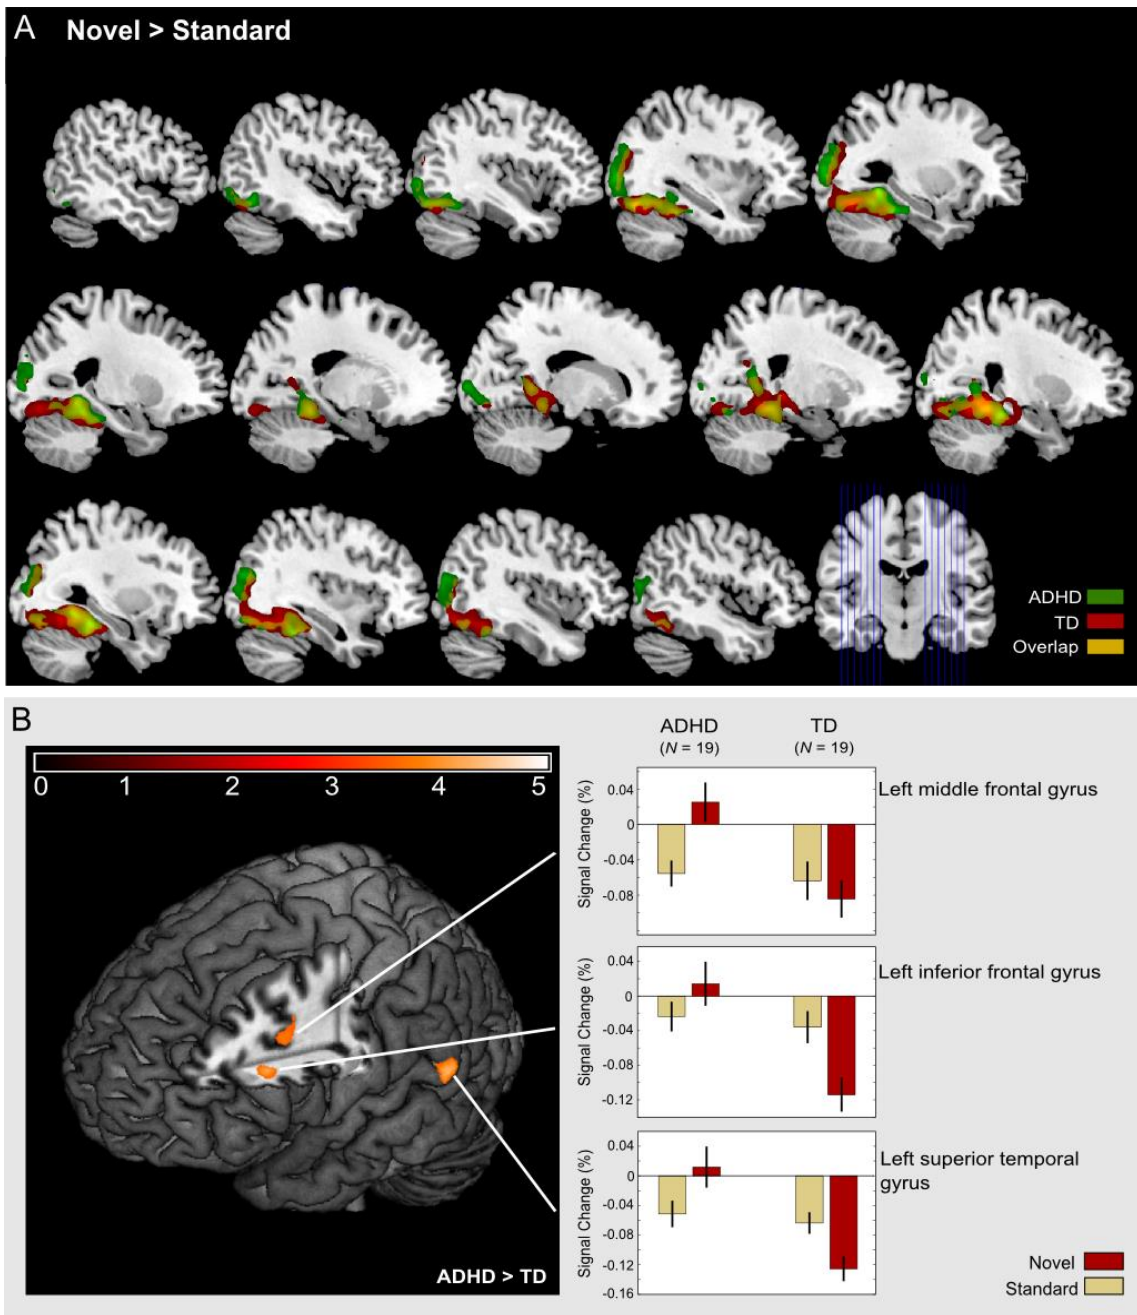 A Novel > Standard
ADHD
TD
Overlap
B
0 1 2 3 4 5
ADHD > TD
ADHD TD
(N = 19) (N = 19)
Signal Change (%)
0.04
0
-0.04
-0.08
Left middle frontal gyrus
Signal Change (%)
0.04
0
-0.04
-0.08
-0.12
Left inferior frontal gyrus
Signal Change (%)
0.04
0
-0.04
-0.08
-0.12
-0.16
Left superior temporal
gyrus
Novel
Standard